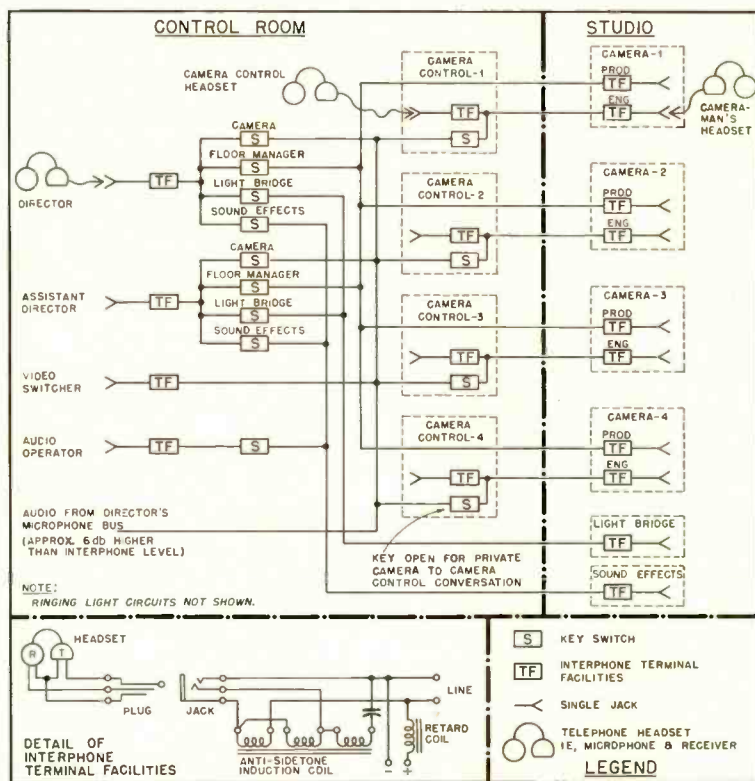 CONTROL ROOM
STUDIO
CAMERA CONTROL
HEADSET
CAMERA
CONTROL-1
CAMERA-1
PROD
TF
ENG
TF
TF
S
CAMERA-
MAN'S
HEADSET
DIRECTOR
TF
CAMERA
S
FLOOR MANAGER
S
LIGHT BRIDGE
S
SOUND EFFECTS
S
CAMERA
CONTROL-2
TF
S
CAMERA-2
PROD
TF
ENG
TF
ASSISTANT
DIRECTOR
TF
CAMERA
S
FLOOR MANAGER
S
LIGHT BRIDGE
S
SOUND EFFECTS
S
CAMERA
CONTROL-3
TF
S
CAMERA-3
PROD
TF
ENG
TF
VIDEO
SWITCHER
TF
AUDIO
OPERATOR
TF
S
CAMERA
CONTROL-4
TF
S
CAMERA-4
PROD
TF
ENG
TF
AUDIO FROM DIRECTOR'S
MICROPHONE BUS
(APPROX. 6db HIGHER
THAN INTERPHONE LEVEL)
KEY OPEN FOR PRIVATE
CAMERA TO CAMERA
CONTROL CONVERSATION
LIGHT BRIDGE
TF
SOUND EFFECTS
TF
NOTE:
RINGING LIGHT CIRCUITS NOT SHOWN.
HEADSET
R
T
PLUG
JACK
LINE
RETARD
COIL
ANTI-SIDETONE
INDUCTION COIL
- +
DETAIL OF
INTERPHONE
TERMINAL FACILITIES
S KEY SWITCH
TF INTERPHONE TERMINAL
FACILITIES
SINGLE JACK
TELEPHONE HEADSET
IE, MICROPHONE & RECEIVER
LEGEND